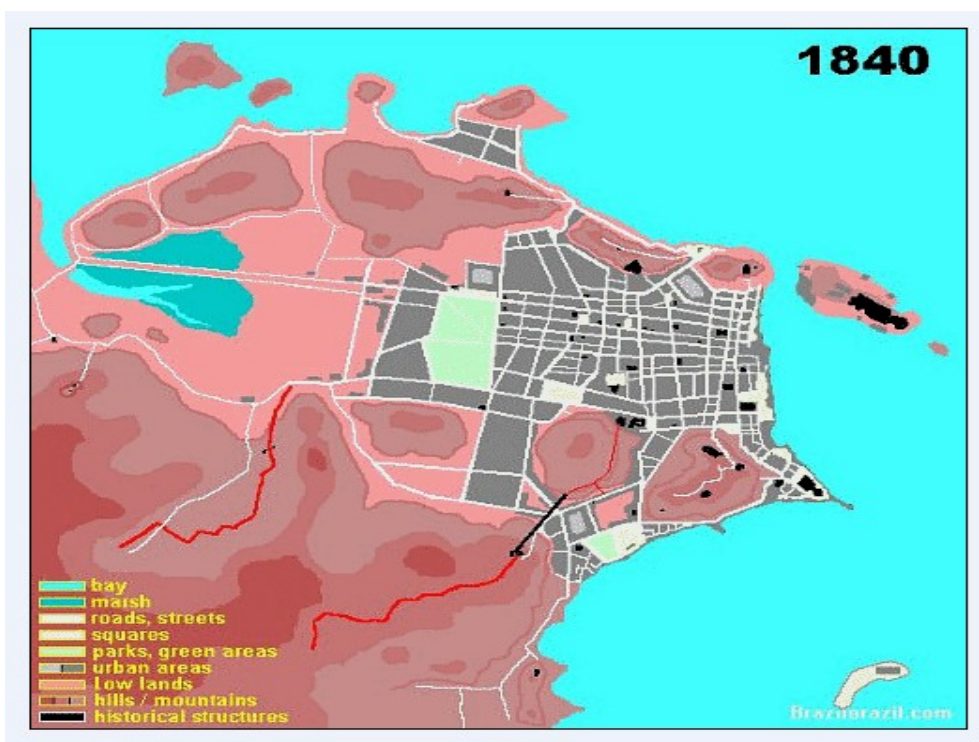 1840
bay
marsh
roads, streets
squares
parks, green areas
urban areas
Low lands
hills / mountains
historical structures
Brazilbrazil.com